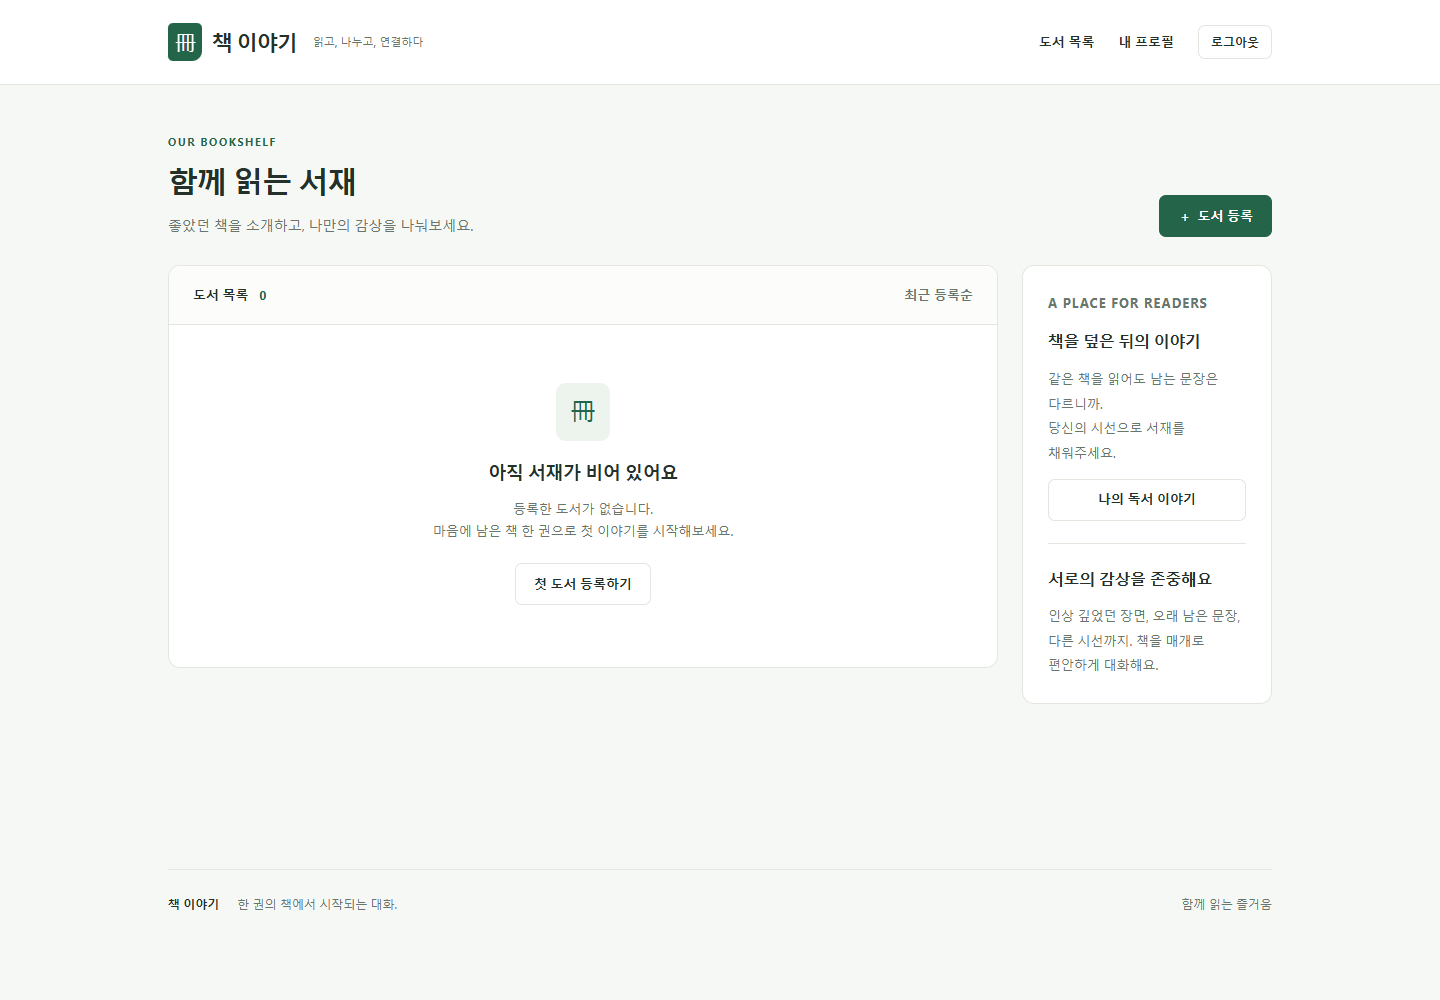 冊 책 이야기 읽고, 나누고, 연결하다 도서 목록 내 프로필 로그아웃
OUR BOOKSHELF
함께 읽는 서재
좋았던 책을 소개하고, 나만의 감상을 나눠보세요.
+ 도서 등록
도서 목록 0 최근 등록순
冊
아직 서재가 비어 있어요
등록한 도서가 없습니다.
마음에 남은 책 한 권으로 첫 이야기를 시작해보세요.
첫 도서 등록하기
A PLACE FOR READERS
책을 덮은 뒤의 이야기
같은 책을 읽어도 남는 문장은
다르니까.
당신의 시선으로 서재를
채워주세요.
나의 독서 이야기
서로의 감상을 존중해요
인상 깊었던 장면, 오래 남은 문장,
다른 시선까지. 책을 매개로
편안하게 대화해요.
책 이야기 한 권의 책에서 시작되는 대화. 함께 읽는 즐거움